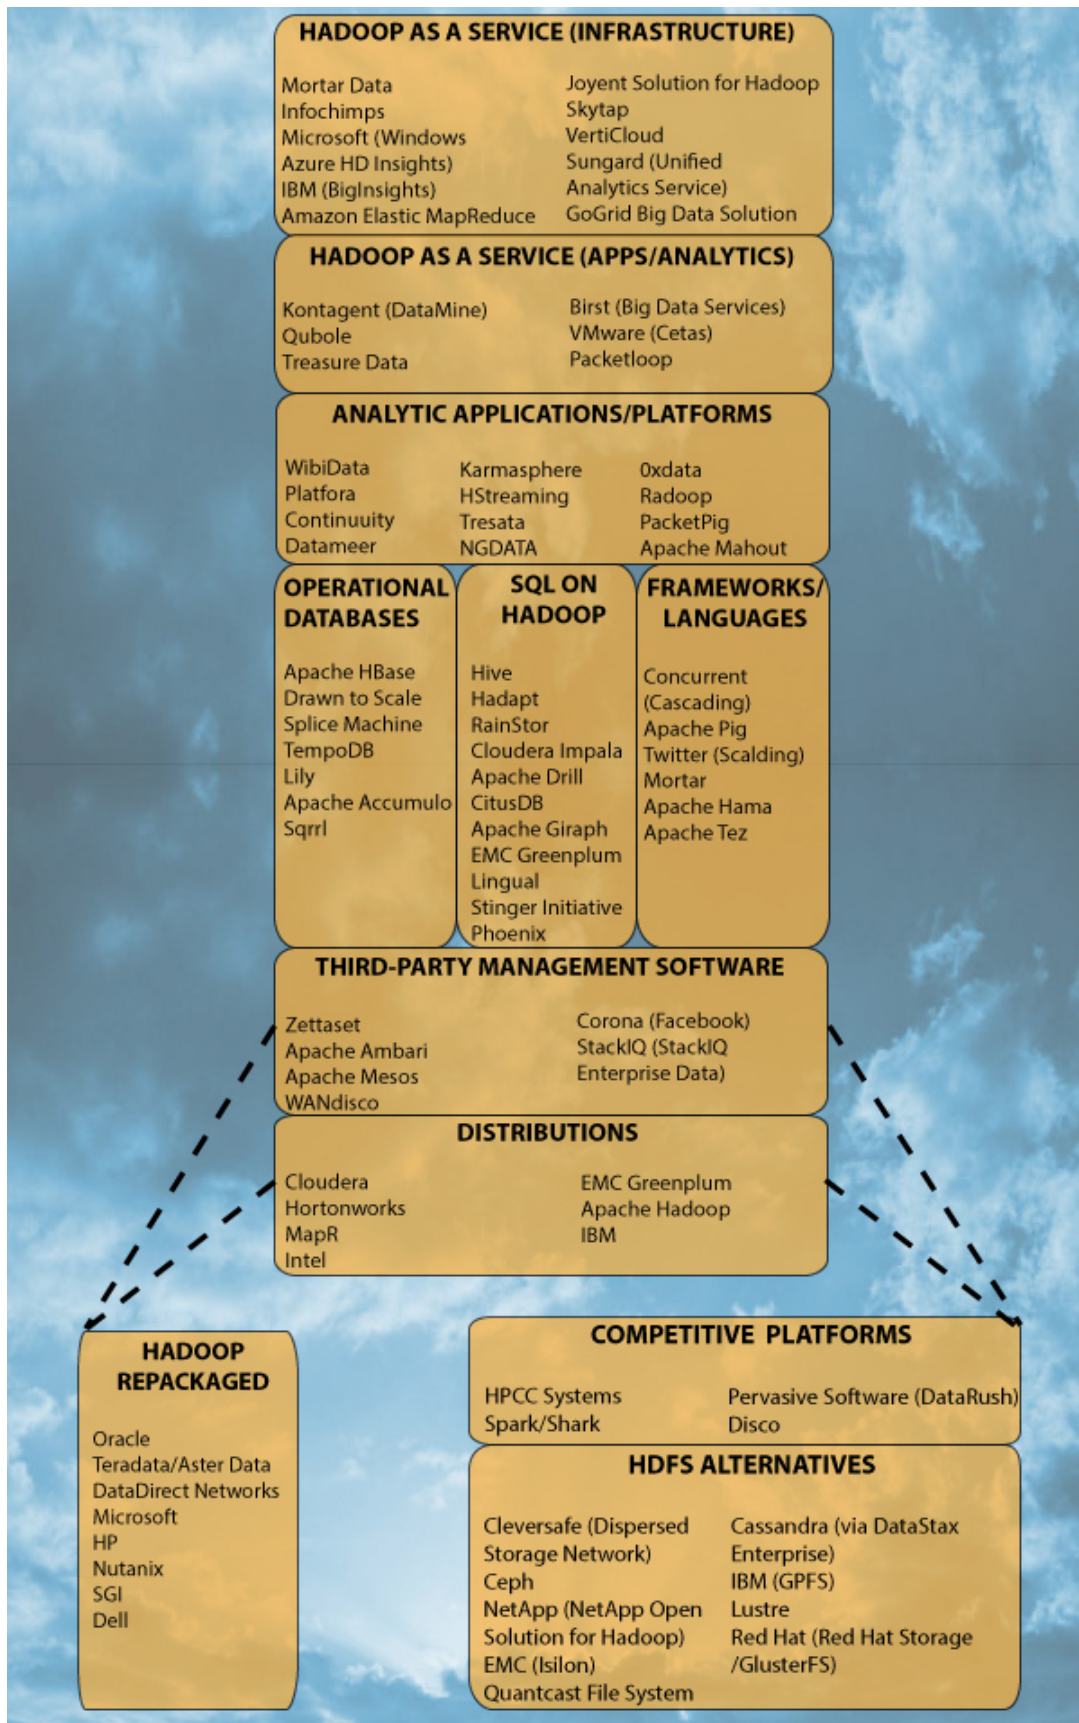 HADOOP AS A SERVICE (INFRASTRUCTURE)
Mortar Data
Infochimps
Microsoft (Windows
Azure HD Insights)
IBM (BigInsights)
Amazon Elastic MapReduce
Joyent Solution for Hadoop
Skytap
VertiCloud
Sungard (Unified
Analytics Service)
GoGrid Big Data Solution
HADOOP AS A SERVICE (APPS/ANALYTICS)
Kontagent (DataMine)
Qubole
Treasure Data
Birst (Big Data Services)
VMware (Cetas)
Packetloop
ANALYTIC APPLICATIONS/PLATFORMS
WibiData
Platfora
Continuuity
Datameer
Karmasphere
HStreaming
Tresata
NGDATA
0xdata
Radoop
PacketPig
Apache Mahout
OPERATIONAL
DATABASES
Apache HBase
Drawn to Scale
Splice Machine
TempoDB
Lily
Apache Accumulo
Sqrrl
SQL ON
HADOOP
Hive
Hadapt
RainStor
Cloudera Impala
Apache Drill
CitusDB
Apache Giraph
EMC Greenplum
Lingual
Stinger Initiative
Phoenix
FRAMEWORKS/
LANGUAGES
Concurrent
(Cascading)
Apache Pig
Twitter (Scalding)
Mortar
Apache Hama
Apache Tez
THIRD-PARTY MANAGEMENT SOFTWARE
Zettaset
Apache Ambari
Apache Mesos
WANdisco
Corona (Facebook)
StackIQ (StackIQ
Enterprise Data)
DISTRIBUTIONS
Cloudera
Hortonworks
MapR
Intel
EMC Greenplum
Apache Hadoop
IBM
HADOOP
REPACKAGED
Oracle
Teradata/Aster Data
DataDirect Networks
Microsoft
HP
Nutanix
SGI
Dell
COMPETITIVE PLATFORMS
HPCC Systems
Spark/Shark
Pervasive Software (DataRush)
Disco
HDFS ALTERNATIVES
Cleversafe (Dispersed
Storage Network)
Ceph
NetApp (NetApp Open
Solution for Hadoop)
EMC (Isilon)
Quantcast File System
Cassandra (via DataStax
Enterprise)
IBM (GPFS)
Lustre
Red Hat (Red Hat Storage
/GlusterFS)